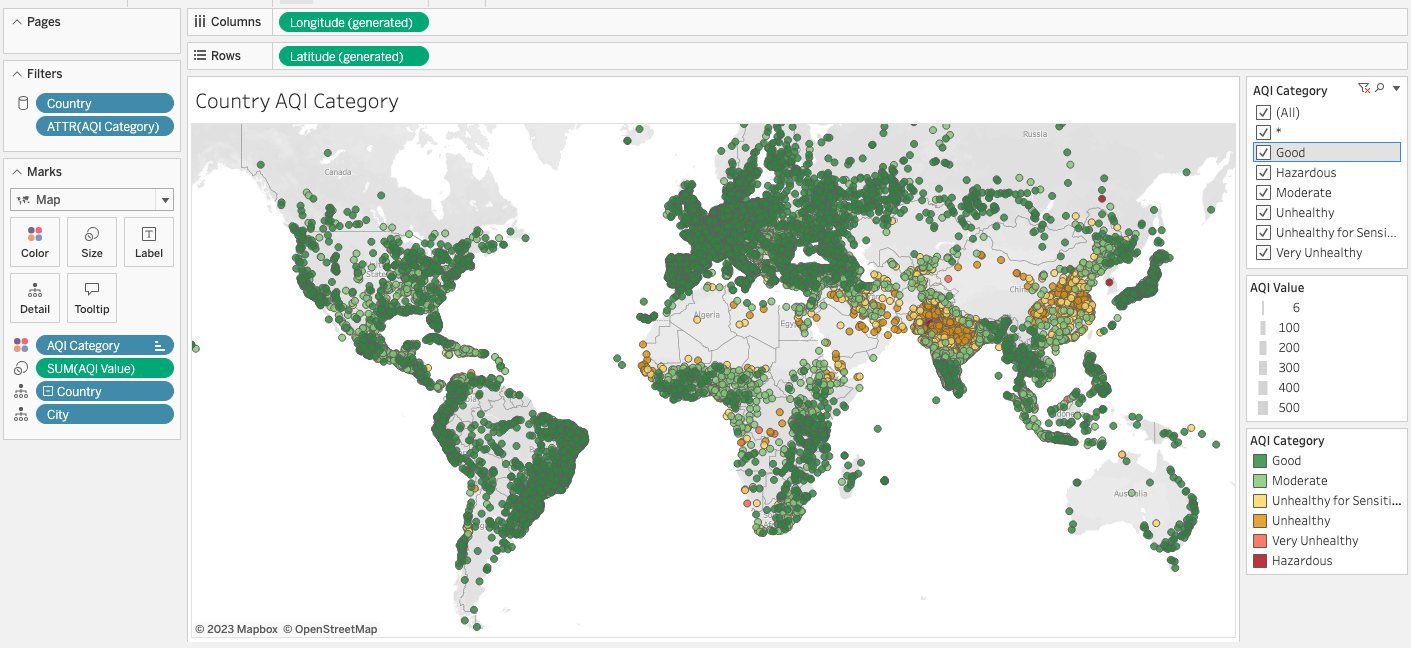 Pages
Columns
Longitude (generated)
Rows
Latitude (generated)
Filters
Country
ATTR(AQI Category)
Marks
Map
Color
Size
Label
Detail
Tooltip
AQI Category
SUM(AQI Value)
Country
City
Country AQI Category
Canada
Russia
Algeria
© 2023 Mapbox © OpenStreetMap
AQI Category
(All)
*
Good
Hazardous
Moderate
Unhealthy
Unhealthy for Sensi...
Very Unhealthy
AQI Value
6
100
200
300
400
500
AQI Category
Good
Moderate
Unhealthy for Sensiti...
Unhealthy
Very Unhealthy
Hazardous